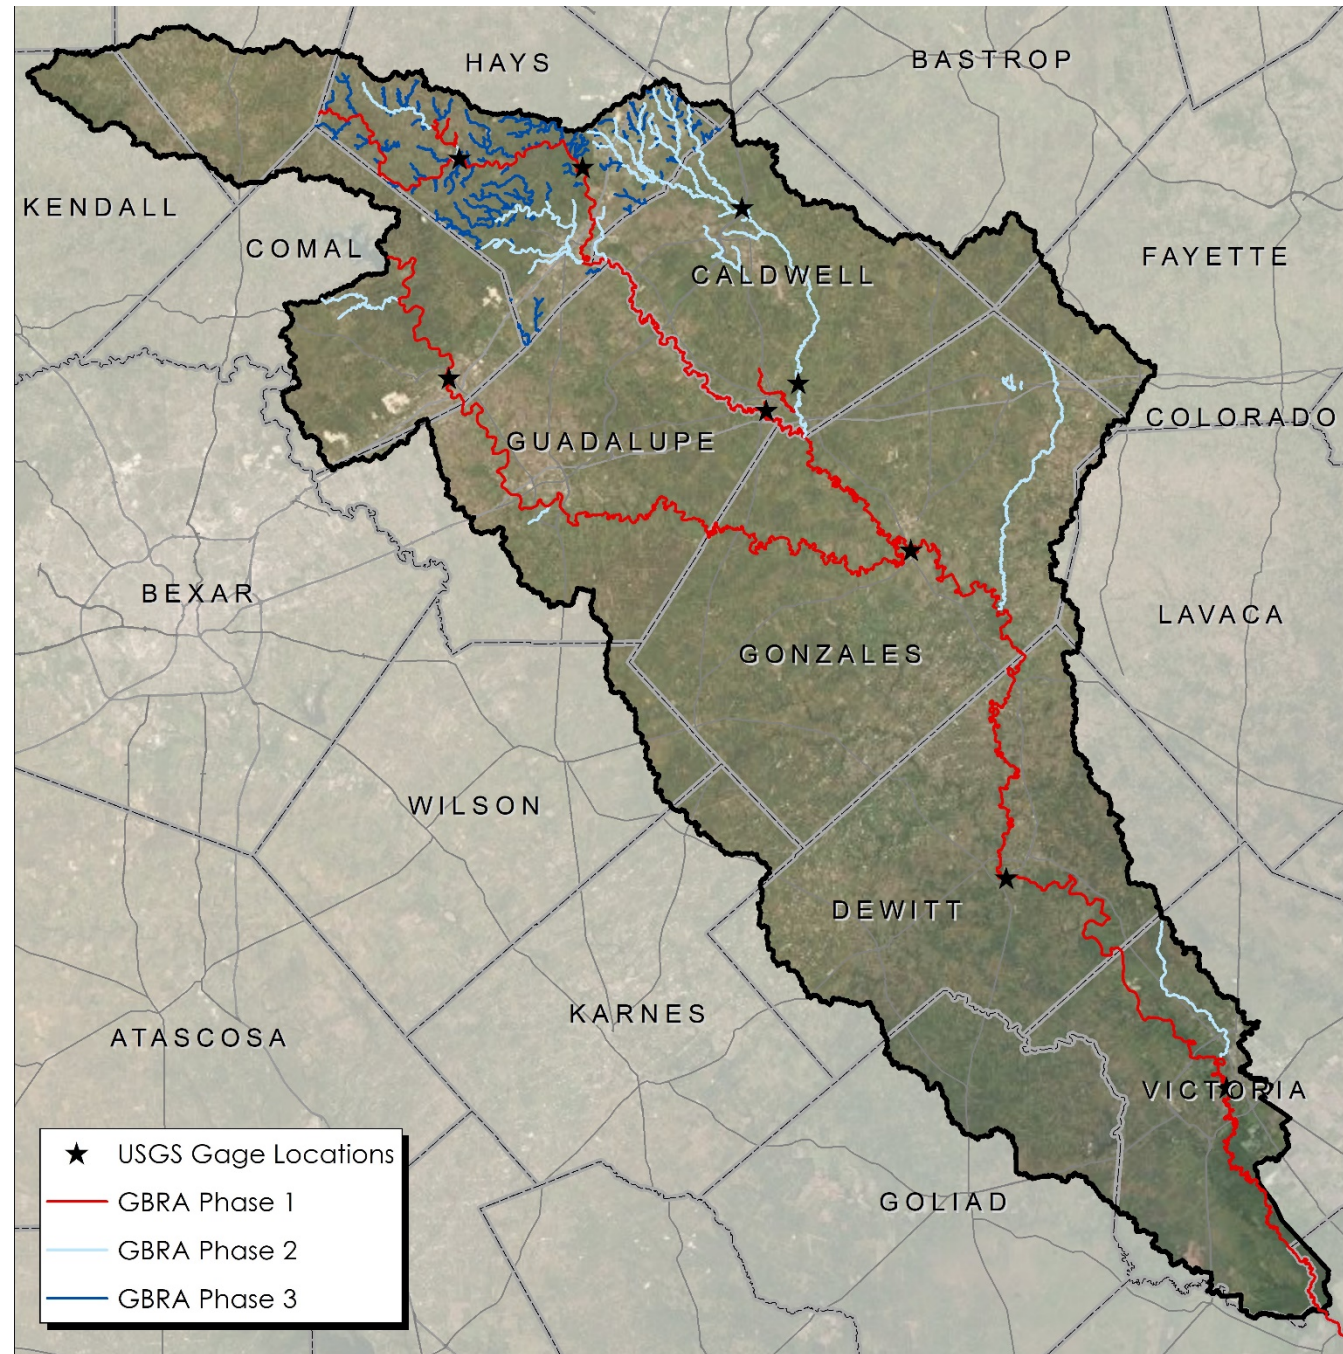 HAYS
BASTROP
KENDALL
COMAL
FAYETTE
CALDWELL
COLORADO
GUADALUPE
BEXAR
LAVACA
GONZALES
WILSON
DEWITT
KARNES
ATASCOSA
VICTORIA
GOLIAD
USGS Gage Locations
GBRA Phase 1
GBRA Phase 2
GBRA Phase 3